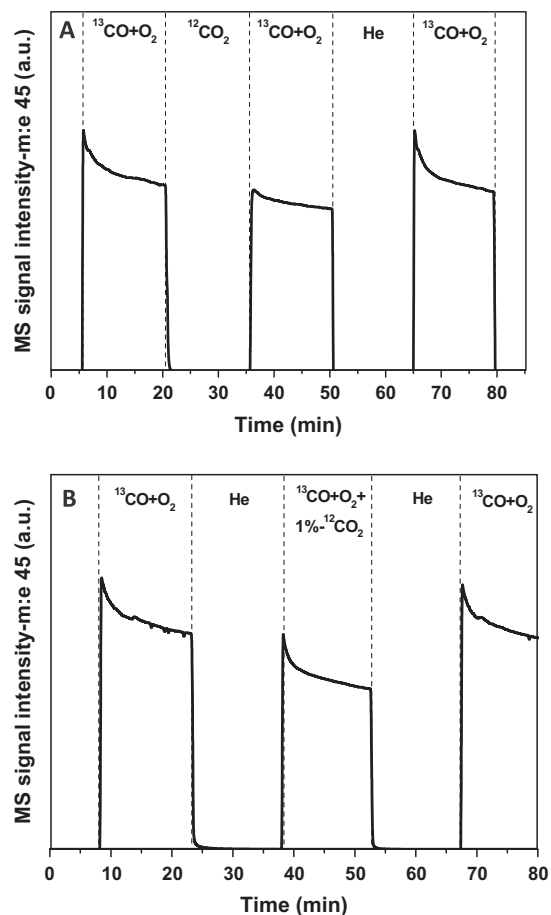 A
¹³CO+O₂ ¹²CO₂ ¹³CO+O₂ He ¹³CO+O₂
MS signal intensity-m:e 45 (a.u.)
0 10 20 30 40 50 60 70 80
Time (min)
B
¹³CO+O₂ He ¹³CO+O₂+ He ¹³CO+O₂
1%-¹²CO₂
MS signal intensity-m:e 45 (a.u.)
0 10 20 30 40 50 60 70 80
Time (min)